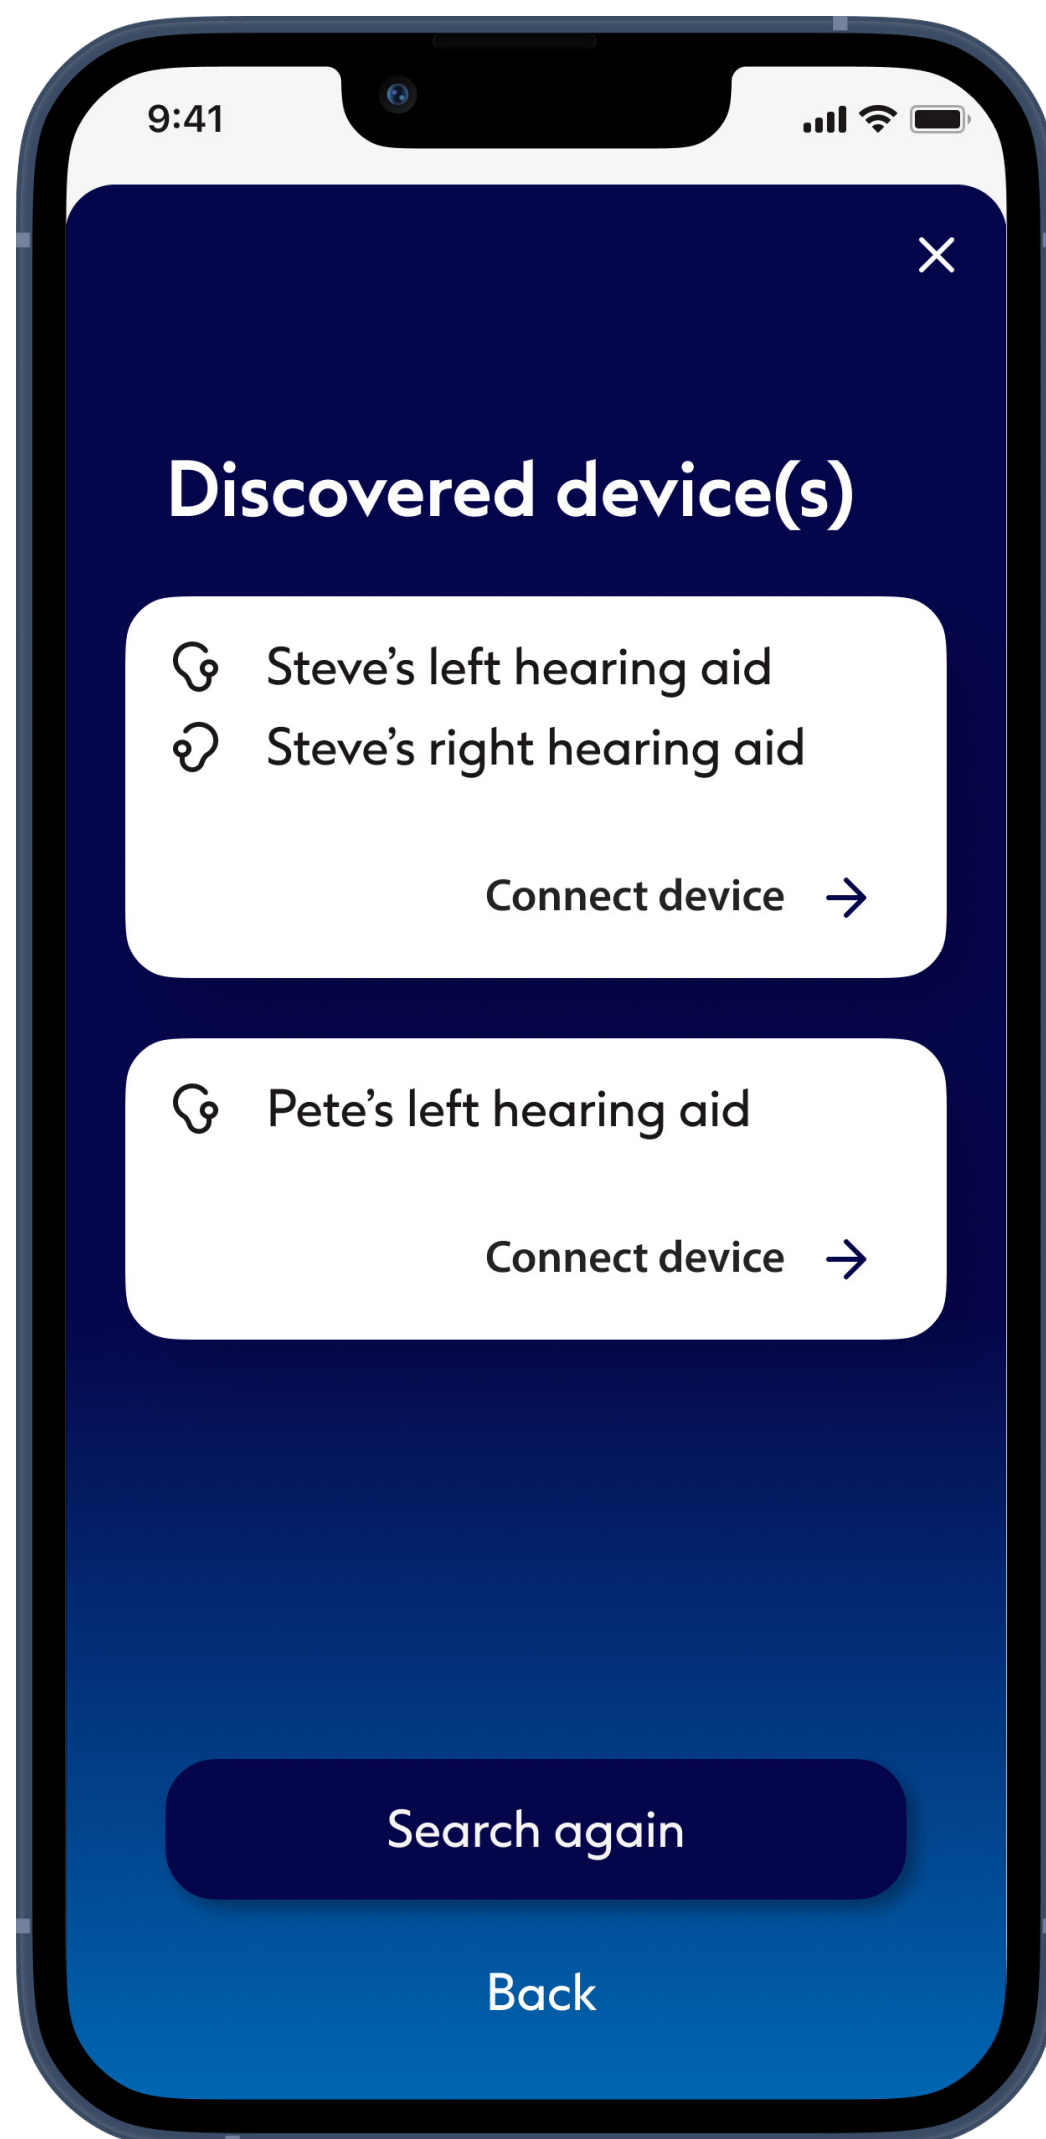 9:41
Discovered device(s)
Steve’s left hearing aid
Steve’s right hearing aid
Connect device
Pete’s left hearing aid
Connect device
Search again
Back